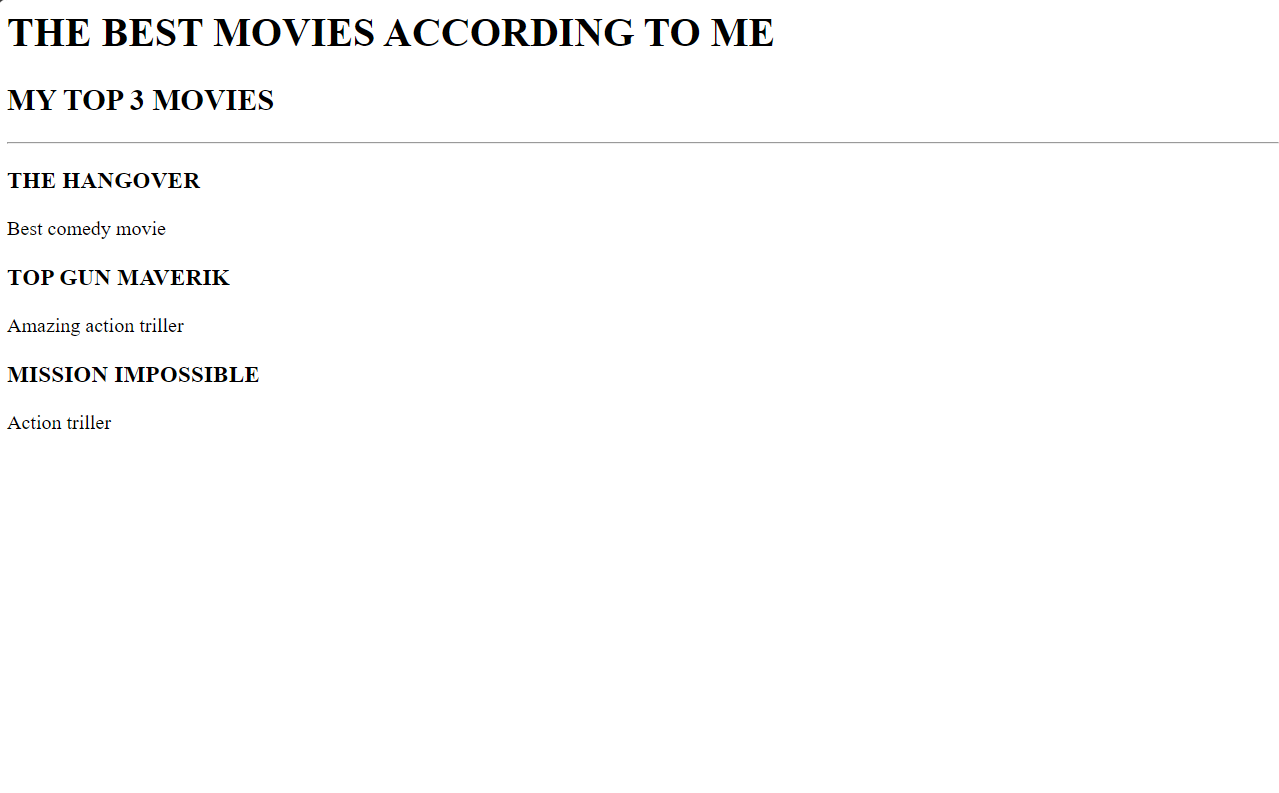 THE BEST MOVIES ACCORDING TO ME
MY TOP 3 MOVIES
THE HANGOVER
Best comedy movie
TOP GUN MAVERIK
Amazing action triller
MISSION IMPOSSIBLE
Action triller